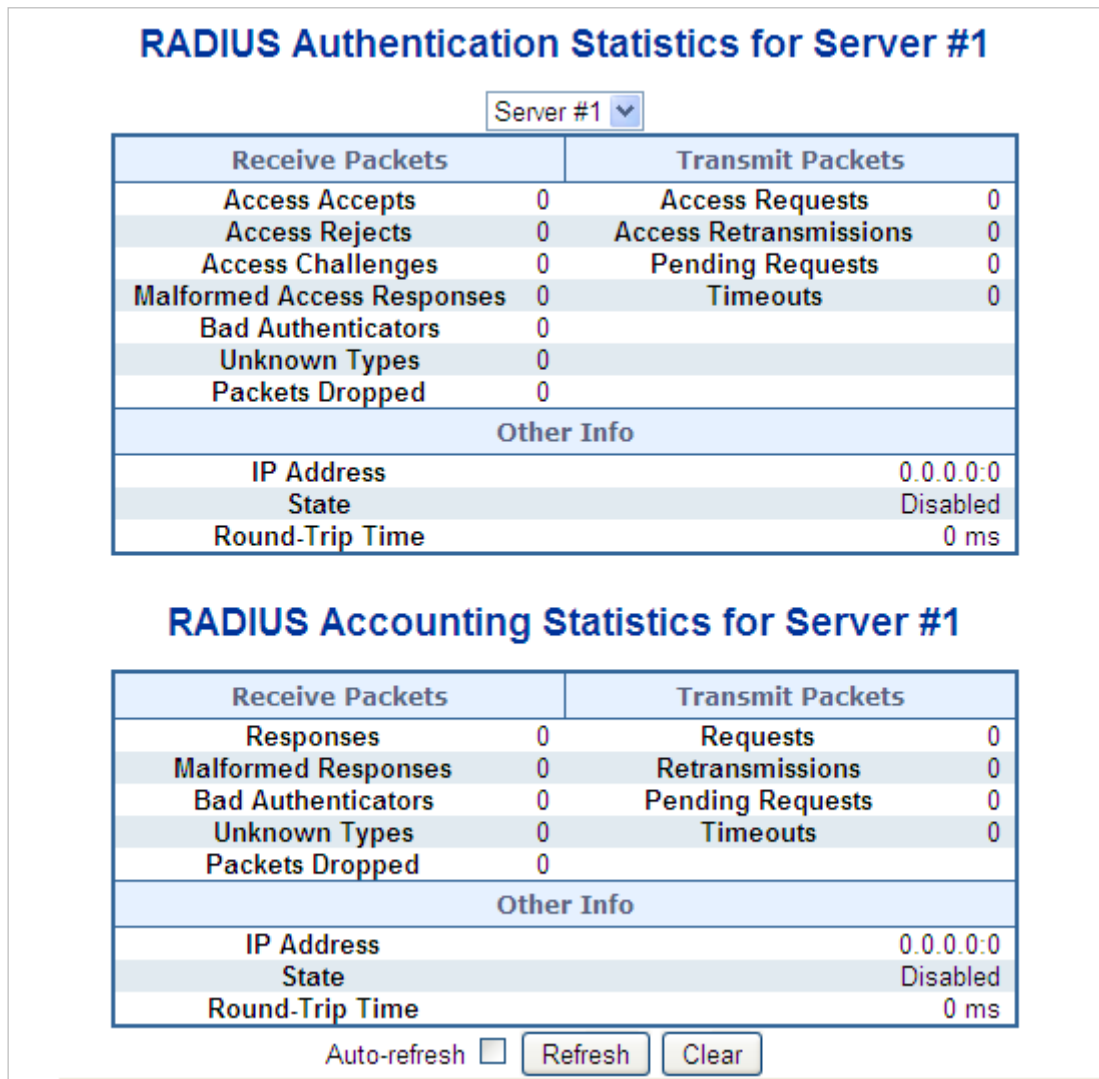 RADIUS Authentication Statistics for Server #1
Server #1
Receive Packets Transmit Packets
Access Accepts 0 Access Requests 0
Access Rejects 0 Access Retransmissions 0
Access Challenges 0 Pending Requests 0
Malformed Access Responses 0 Timeouts 0
Bad Authenticators 0
Unknown Types 0
Packets Dropped 0
Other Info
IP Address 0.0.0.0:0
State Disabled
Round-Trip Time 0 ms
RADIUS Accounting Statistics for Server #1
Receive Packets Transmit Packets
Responses 0 Requests 0
Malformed Responses 0 Retransmissions 0
Bad Authenticators 0 Pending Requests 0
Unknown Types 0 Timeouts 0
Packets Dropped 0
Other Info
IP Address 0.0.0.0:0
State Disabled
Round-Trip Time 0 ms
Auto-refresh Refresh Clear